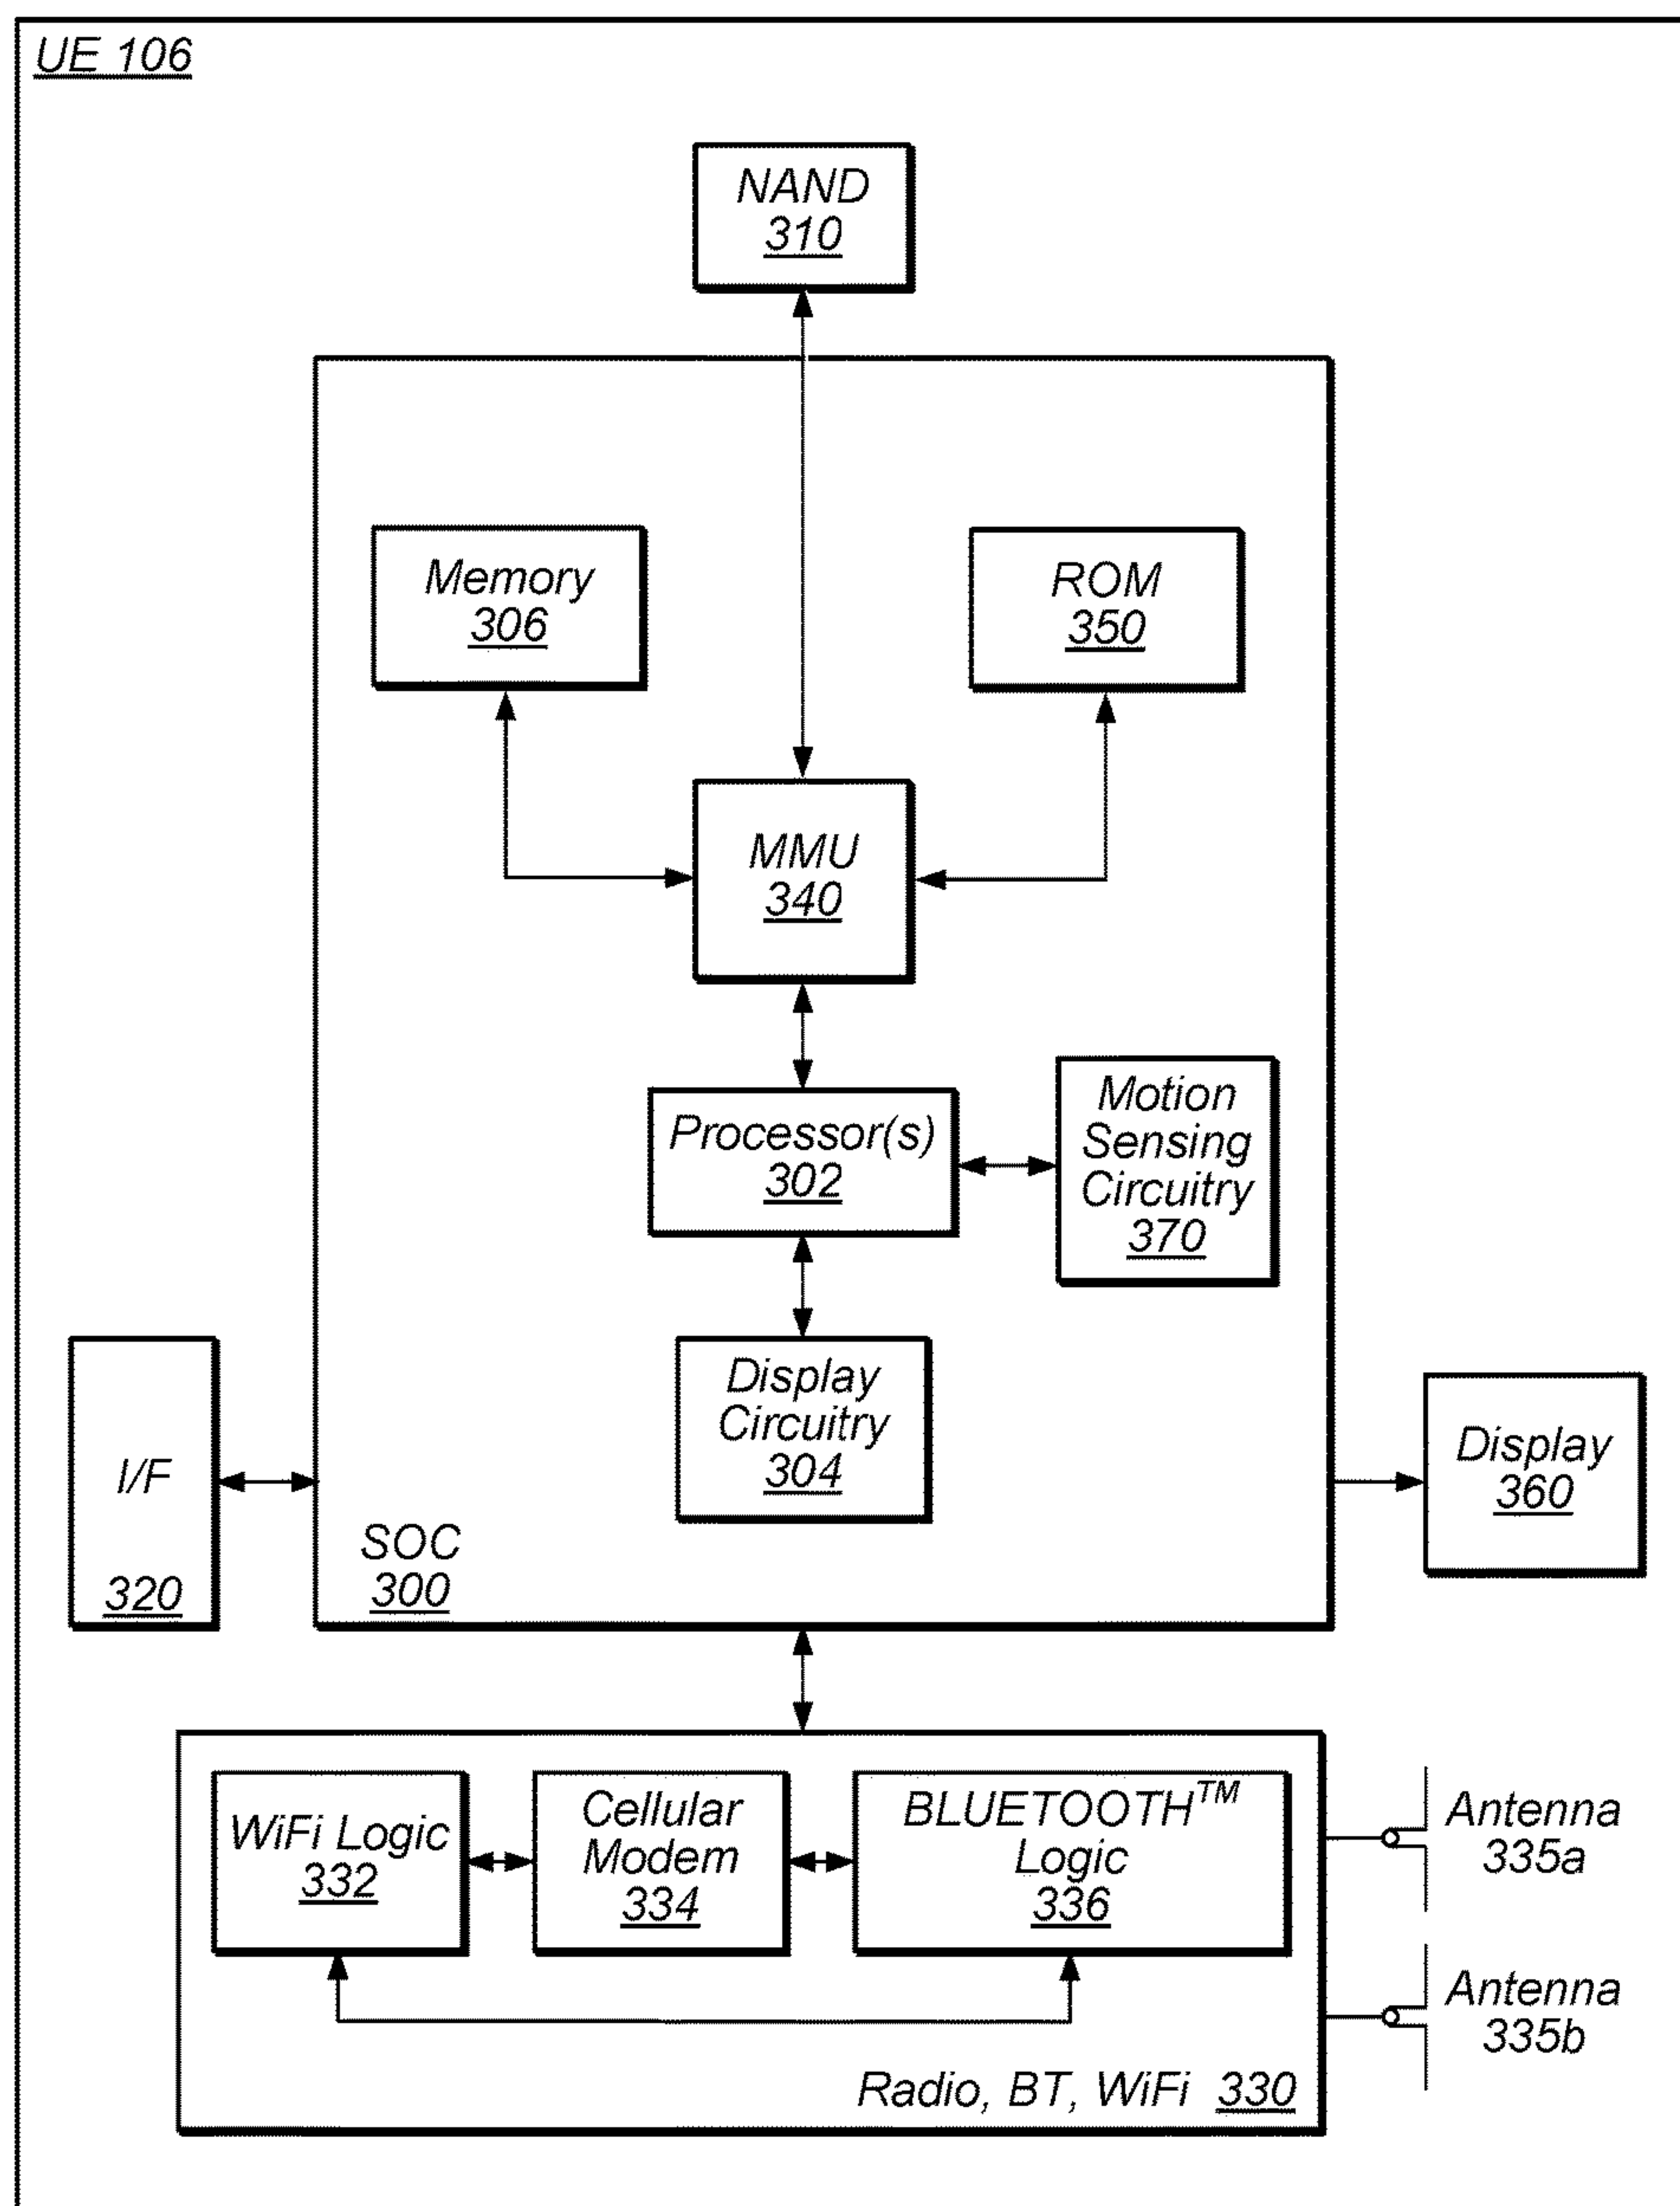 UE 106
NAND
310
Memory
306
ROM
350
MMU
340
Processor(s)
302
Motion
Sensing
Circuitry
370
Display
Circuitry
304
I/F
320
SOC
300
Display
360
WiFi Logic
332
Cellular
Modem
334
BLUETOOTH™
Logic
336
Antenna
335a
Antenna
335b
Radio, BT, WiFi 330